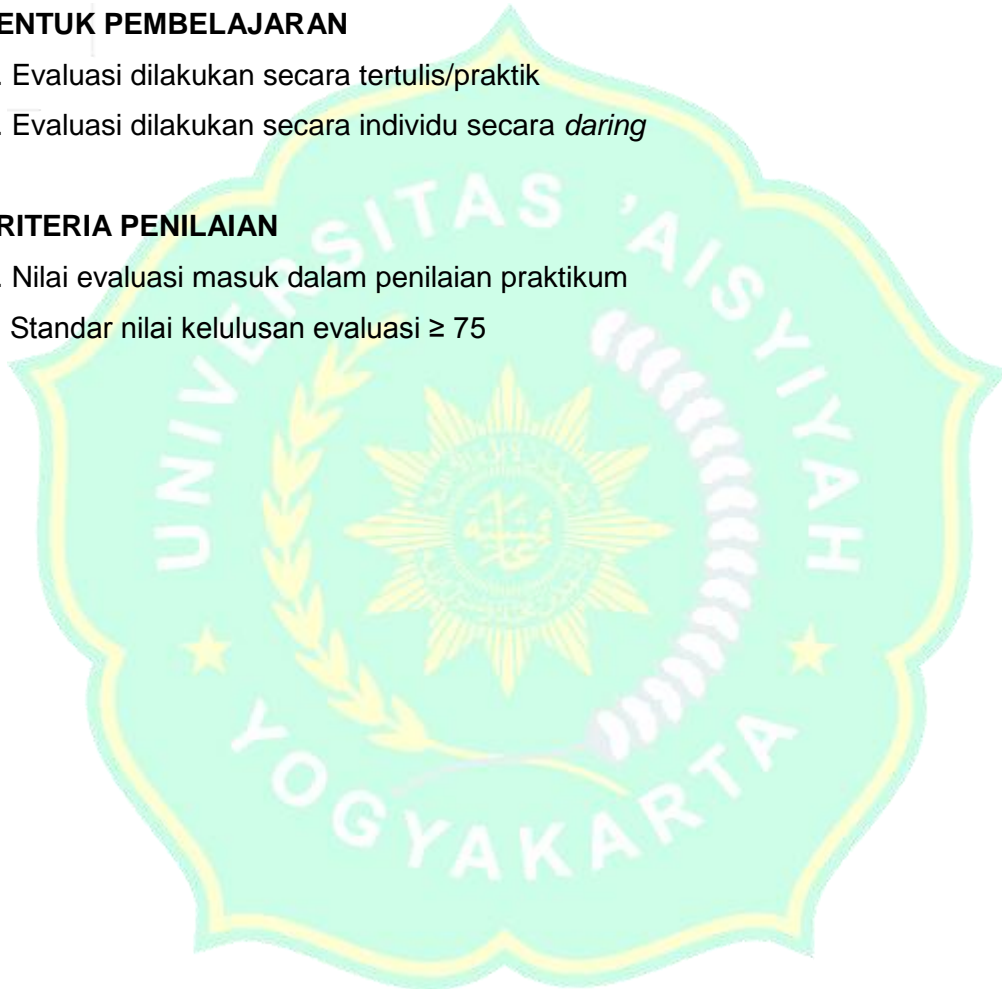 ENTUK PEMBELAJARAN
. Evaluasi dilakukan secara tertulis/praktik
. Evaluasi dilakukan secara individu secara daring
RITERIA PENILAIAN
. Nilai evaluasi masuk dalam penilaian praktikum
Standar nilai kelulusan evaluasi ≥ 75
UNIVERSITAS 'AISYIYAH
YOGYAKARTA